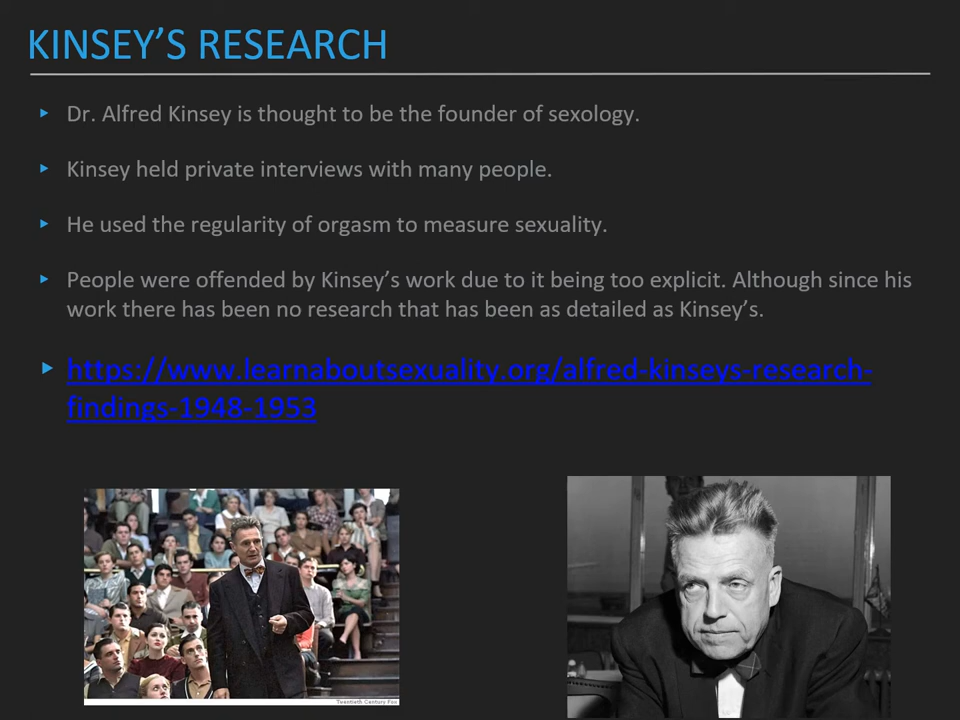 KINSEY’S RESEARCH
Dr. Alfred Kinsey is thought to be the founder of sexology.
Kinsey held private interviews with many people.
He used the regularity of orgasm to measure sexuality.
People were offended by Kinsey’s work due to it being too explicit. Although since his
work there has been no research that has been as detailed as Kinsey’s.
https://www.learnaboutsexuality.org/alfred-kinseys-research-
findings-1948-1953
Twentieth Century Fox